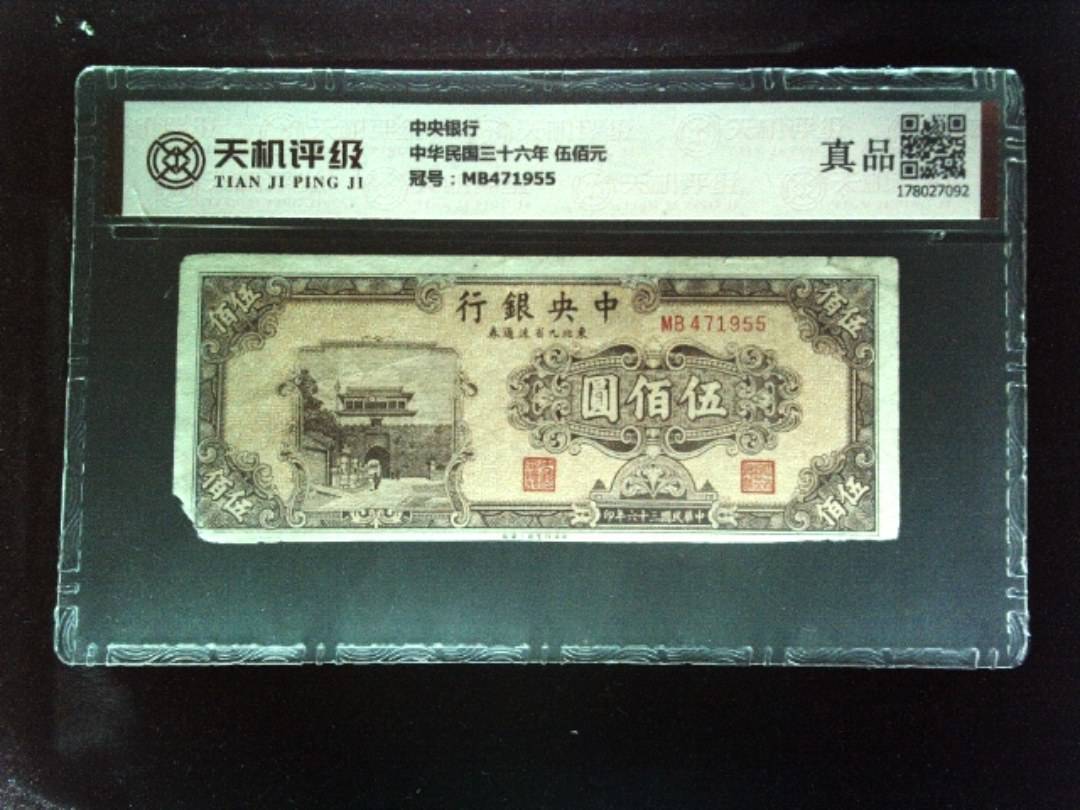 天机评级
TIAN JI PING JI
中央银行
中华民国三十六年 伍佰元
冠号：MB471955
真品
178027092
行銀央中
券通流省九北東
MB471955
伍佰
伍佰
圓佰伍
伍佰
伍佰
印年六十三國民華中